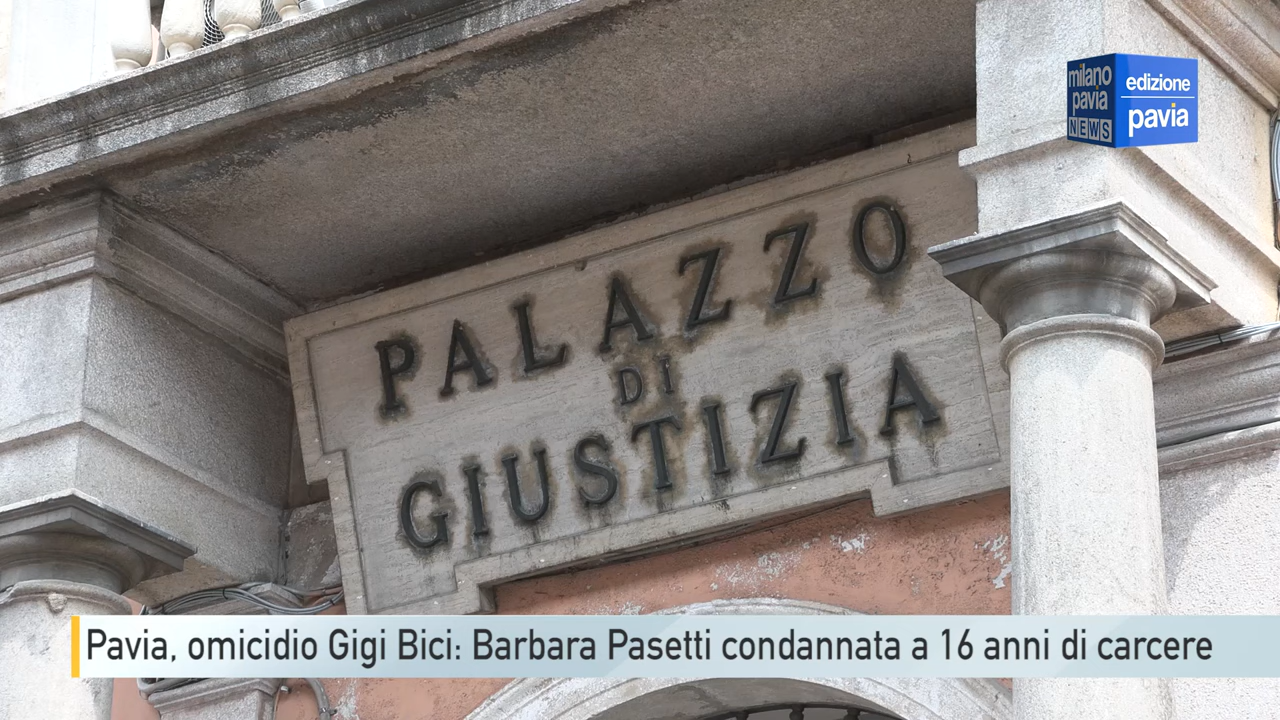 milano
pavia
NEWS
edizione
pavia
PALAZZO
DI
GIUSTIZIA
Pavia, omicidio Gigi Bici: Barbara Pasetti condannata a 16 anni di carcere